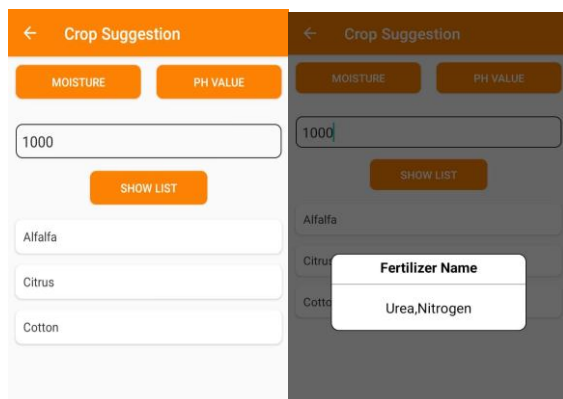 Crop Suggestion
MOISTURE PH VALUE
1000
SHOW LIST
Alfalfa
Citrus
Cotton
Crop Suggestion
MOISTURE PH VALUE
1000
SHOW LIST
Alfalfa
Citrus
Cotto
Fertilizer Name
Urea,Nitrogen